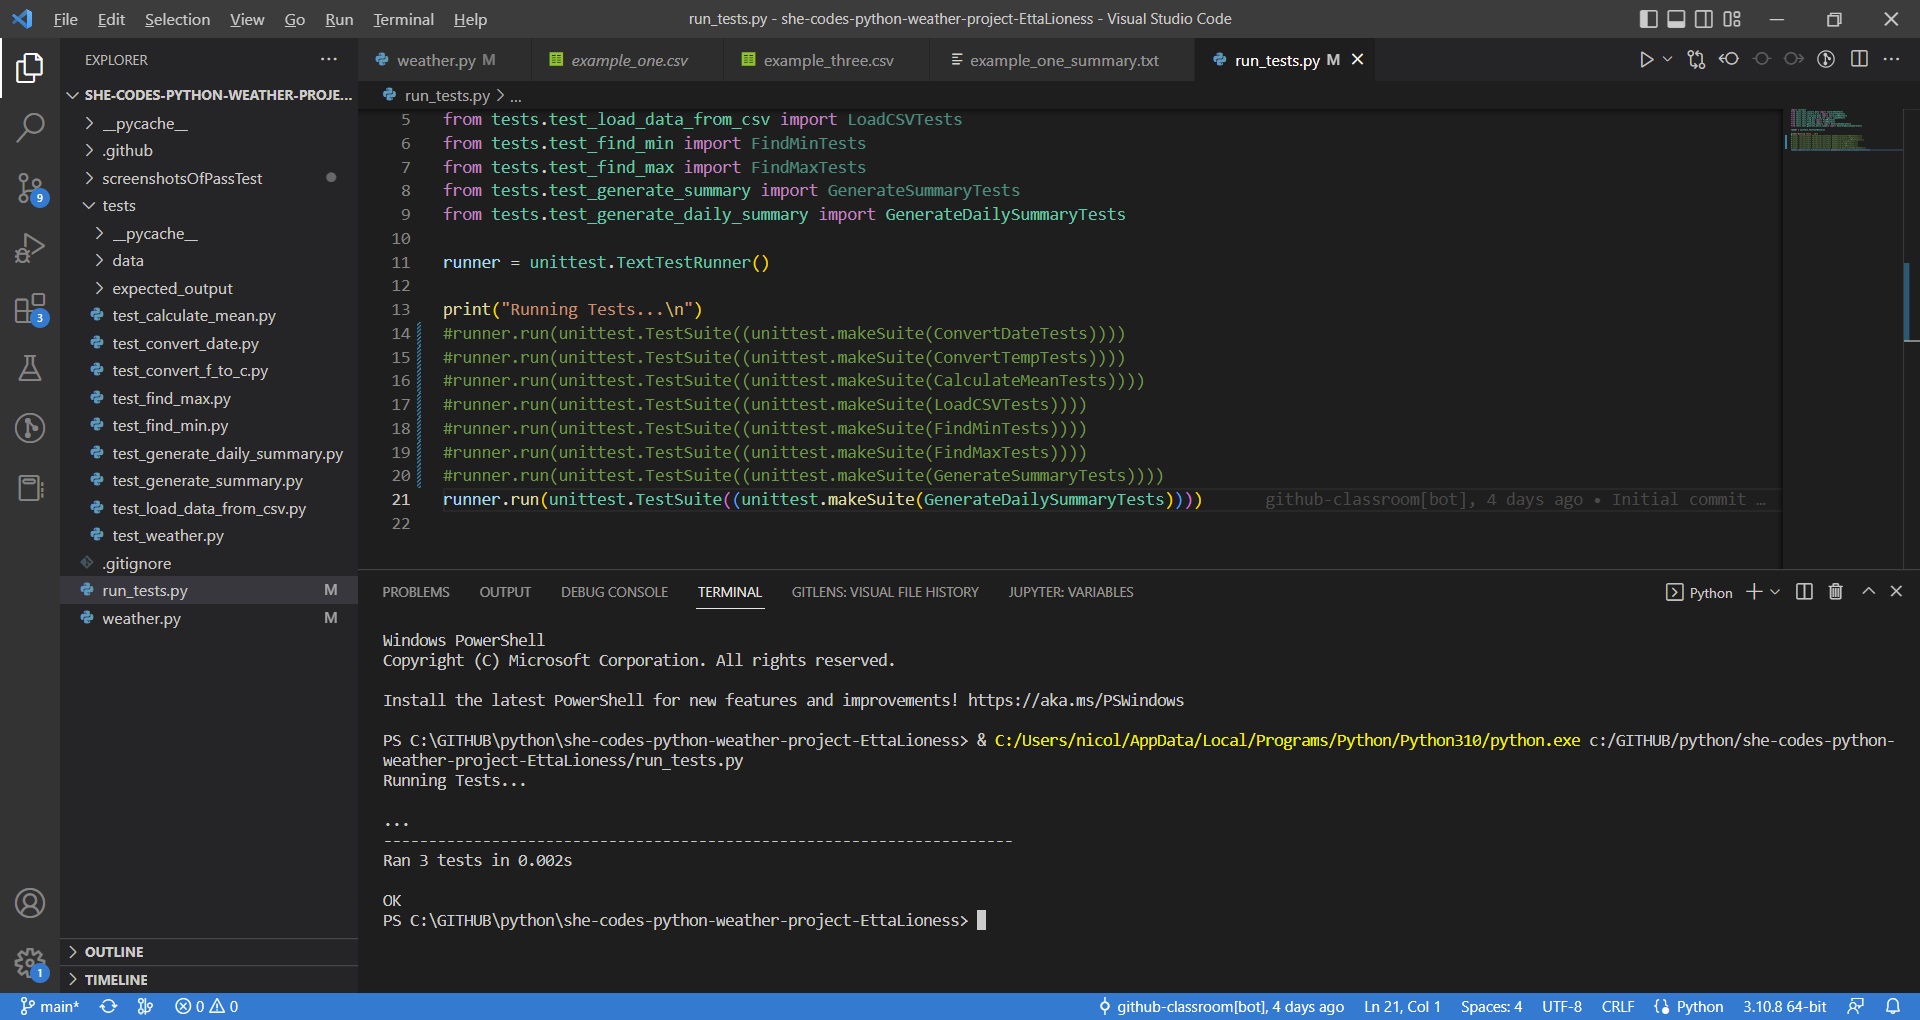 File Edit Selection View Go Run Terminal Help
run_tests.py - she-codes-python-weather-project-EttaLioness - Visual Studio Code
EXPLORER
weather.py M
example_one.csv
example_three.csv
example_one_summary.txt
run_tests.py M
SHE-CODES-PYTHON-WEATHER-PROJE...
__pycache__
.github
screenshotsOfPassTest
tests
__pycache__
data
expected_output
test_calculate_mean.py
test_convert_date.py
test_convert_f_to_c.py
test_find_max.py
test_find_min.py
test_generate_daily_summary.py
test_generate_summary.py
test_load_data_from_csv.py
test_weather.py
.gitignore
run_tests.py M
weather.py M
OUTLINE
TIMELINE
9
3
1
run_tests.py > ...
5 from tests.test_load_data_from_csv import LoadCSVTests
6 from tests.test_find_min import FindMinTests
7 from tests.test_find_max import FindMaxTests
8 from tests.test_generate_summary import GenerateSummaryTests
9 from tests.test_generate_daily_summary import GenerateDailySummaryTests
10
11 runner = unittest.TextTestRunner()
12
13 print("Running Tests...\n")
14 #runner.run(unittest.TestSuite((unittest.makeSuite(ConvertDateTests))))
15 #runner.run(unittest.TestSuite((unittest.makeSuite(ConvertTempTests))))
16 #runner.run(unittest.TestSuite((unittest.makeSuite(CalculateMeanTests))))
17 #runner.run(unittest.TestSuite((unittest.makeSuite(LoadCSVTests))))
18 #runner.run(unittest.TestSuite((unittest.makeSuite(FindMinTests))))
19 #runner.run(unittest.TestSuite((unittest.makeSuite(FindMaxTests))))
20 #runner.run(unittest.TestSuite((unittest.makeSuite(GenerateSummaryTests))))
21 runner.run(unittest.TestSuite((unittest.makeSuite(GenerateDailySummaryTests)))) github-classroom[bot], 4 days ago • Initial commit …
22
PROBLEMS OUTPUT DEBUG CONSOLE TERMINAL GITLENS: VISUAL FILE HISTORY JUPYTER: VARIABLES
Python
Windows PowerShell
Copyright (C) Microsoft Corporation. All rights reserved.
Install the latest PowerShell for new features and improvements! https://aka.ms/PSWindows
PS C:\GITHUB\python\she-codes-python-weather-project-EttaLioness> & C:/Users/nicol/AppData/Local/Programs/Python/Python310/python.exe c:/GITHUB/python/she-codes-python-
weather-project-EttaLioness/run_tests.py
Running Tests...
...
----------------------------------------------------------------------
Ran 3 tests in 0.002s
OK
PS C:\GITHUB\python\she-codes-python-weather-project-EttaLioness>
main* 0 0 github-classroom[bot], 4 days ago Ln 21, Col 1 Spaces: 4 UTF-8 CRLF Python 3.10.8 64-bit